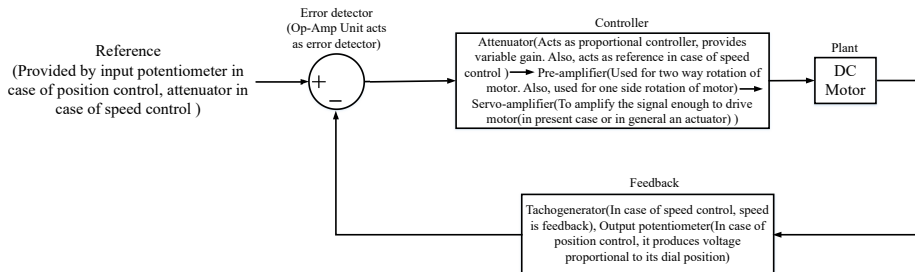 Error detector
(Op-Amp Unit acts
as error detector)
Reference
(Provided by input potentiometer in
case of position control, attenuator in
case of speed control )
+
−
Controller
Attenuator(Acts as proportional controller, provides
variable gain. Also, acts as reference in case of speed
control ) → Pre-amplifier(Used for two way rotation of
motor. Also, used for one side rotation of motor) →
Servo-amplifier(To amplify the signal enough to drive
motor(in present case or in general an actuator) )
Plant
DC
Motor
Feedback
Tachogenerator(In case of speed control, speed
is feedback), Output potentiometer(In case of
position control, it produces voltage
proportional to its dial position)